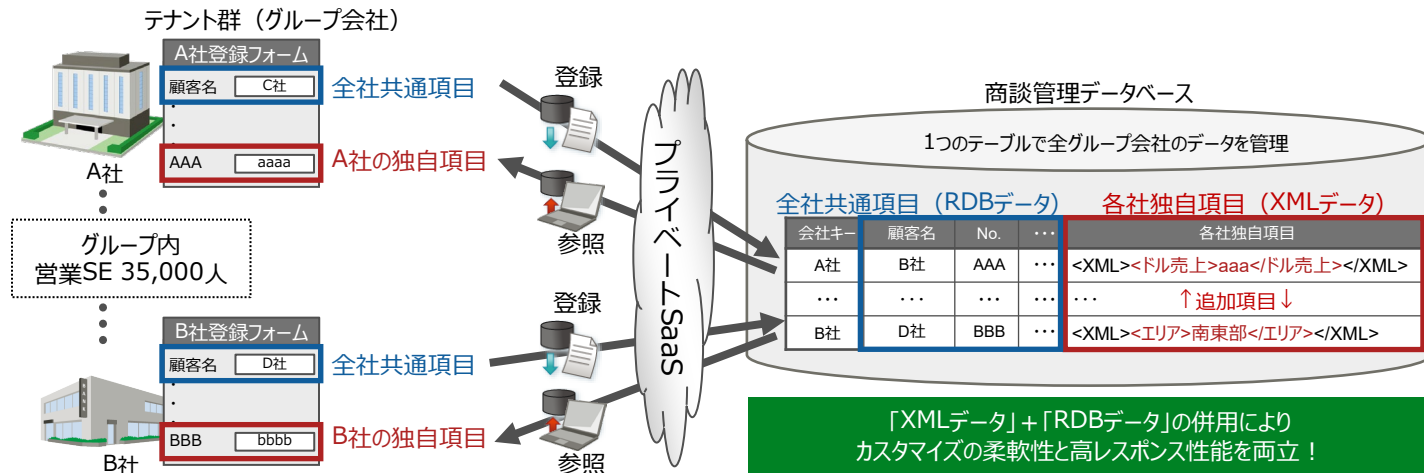 テナント群（グループ会社）
A社登録フォーム
顧客名 C社
全社共通項目
・
・
AAA aaaa
A社の独自項目
A社
グループ内
営業SE 35,000人
B社登録フォーム
顧客名 D社
全社共通項目
・
・
BBB bbbb
B社の独自項目
B社
登録
参照
登録
参照
プライベートSaaS
商談管理データベース
1つのテーブルで全グループ会社のデータを管理
全社共通項目（RDBデータ） 各社独自項目（XMLデータ）
会社キー 顧客名 No. ・・・ 各社独自項目
A社 B社 AAA ・・・ <XML><ドル売上>aaa</ドル売上></XML>
・・・ ・・・ ・・・ ・・・ ・・・ ↑追加項目↓
B社 D社 BBB ・・・ <XML><エリア>南東部</エリア></XML>
「XMLデータ」+「RDBデータ」の併用により
カスタマイズの柔軟性と高レスポンス性能を両立！